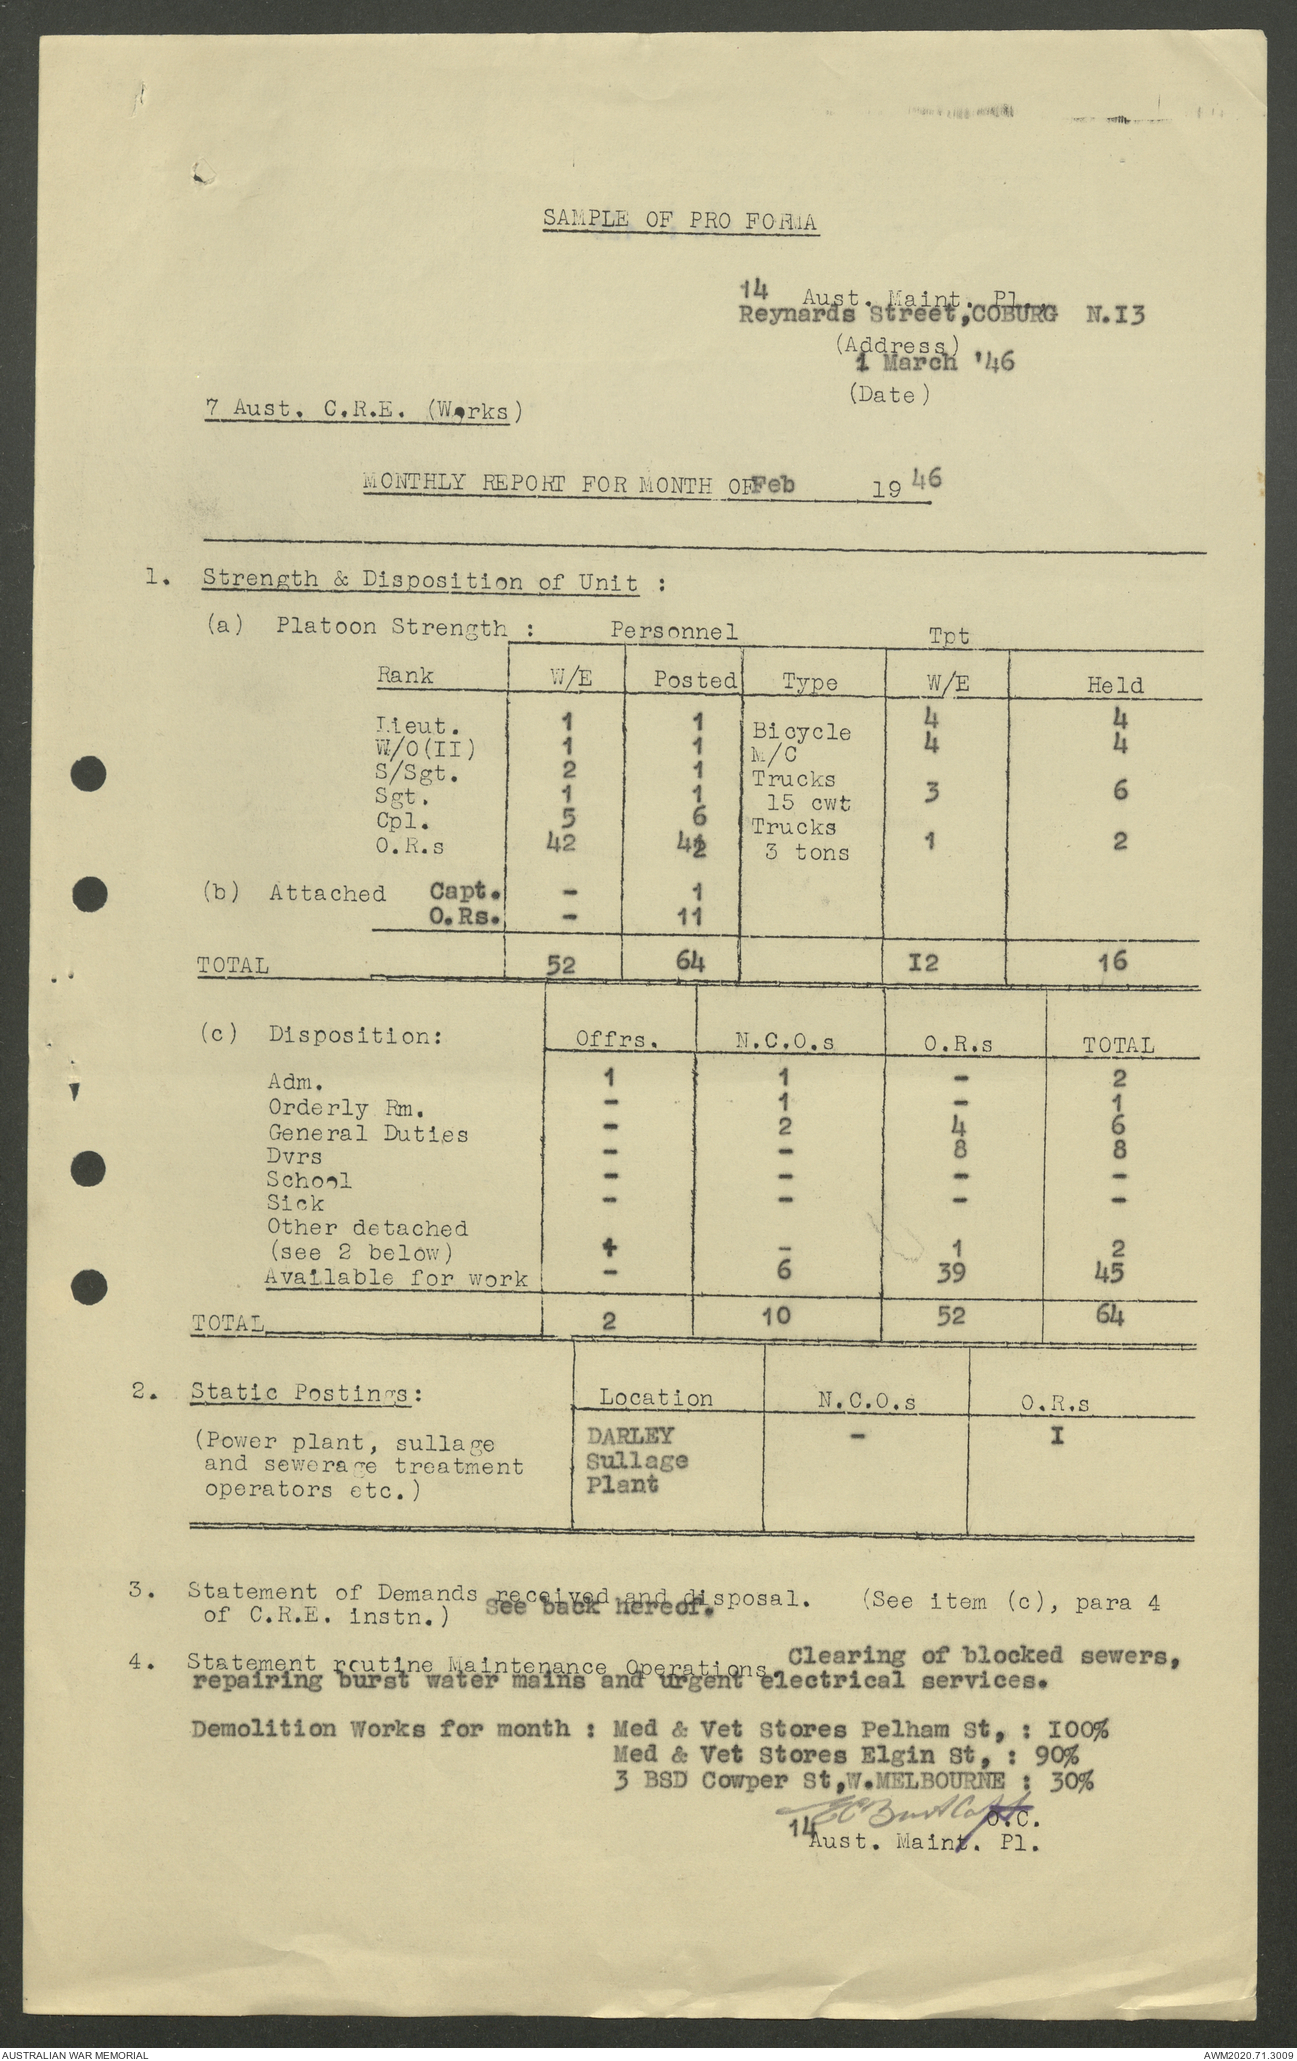 SAMPLE OF PRO FORMA
14 Aust. Maint. Pl.,
Reynards Street,COBURG N.I3
(Address)
1 March '46
(Date)
7 Aust. C.R.E. (Works)
MONTHLY REPORT FOR MONTH OF Feb 19 46
1. Strength & Disposition of Unit :
(a) Platoon Strength : Personnel Tpt
Rank W/E Posted Type W/E Held
Lieut. 1 1 Bicycle 4 4
W/O(II) 1 1 M/C 4 4
S/Sgt. 2 1 Trucks
Sgt. 1 1 15 cwt 3 6
Cpl. 5 6 Trucks
O.R.s 42 42 3 tons 1 2
(b) Attached Capt. - 1
O.Rs. - 11
TOTAL 52 64 I2 16
(c) Disposition: Offrs. N.C.O.s O.R.s TOTAL
Adm. 1 1 - 2
Orderly Rm. - 1 - 1
General Duties - 2 4 6
Dvrs - - 8 8
School - - - -
Sick - - - -
Other detached
(see 2 below) - 1 2
Available for work - 6 39 45
TOTAL 2 10 52 64
2. Static Postings: Location N.C.O.s O.R.s
(Power plant, sullage DARLEY - I
and sewerage treatment Sullage
operators etc.) Plant
3. Statement of Demands received and disposal. (See item (c), para 4
of C.R.E. instn.) See back hereof.
4. Statement routine Maintenance Operations. Clearing of blocked sewers,
repairing burst water mains and urgent electrical services.
Demolition Works for month : Med & Vet Stores Pelham St, : I00%
Med & Vet Stores Elgin St, : 90%
3 BSD Cowper St,W.MELBOURNE : 30%
O.C.
14 Aust. Maint. Pl.
AUSTRALIAN WAR MEMORIAL
AWM2020.71.3009